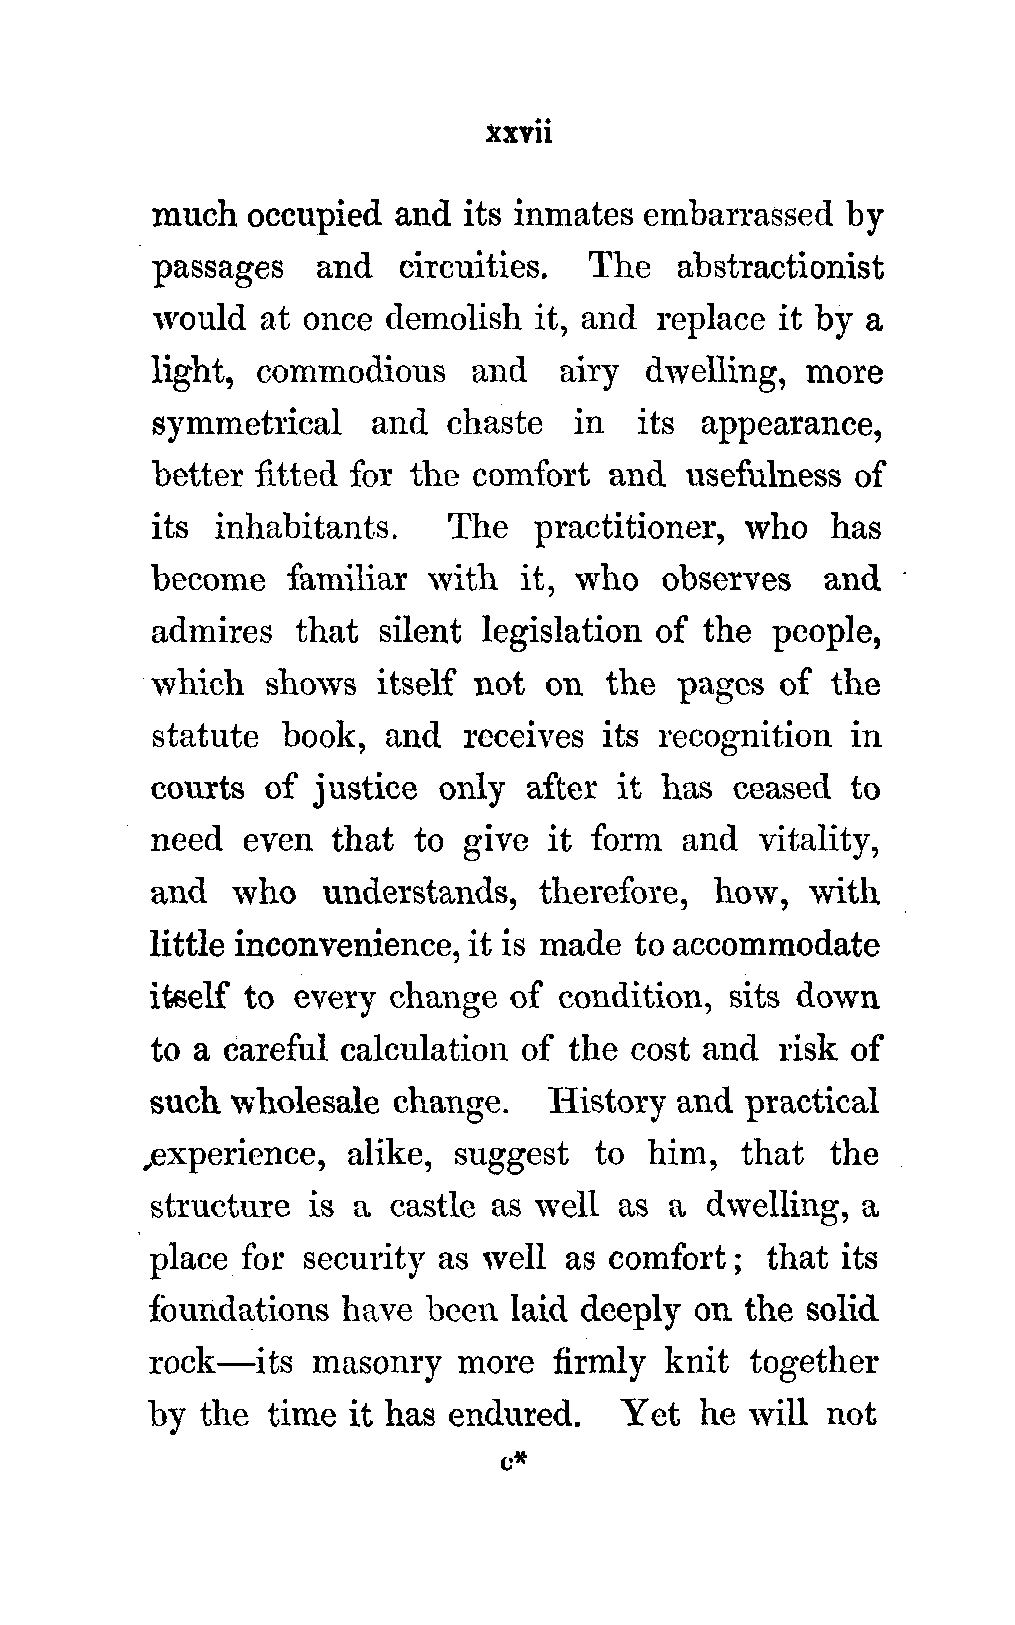 xxvii
much occupied and its inmates embarrassed by
passages and circuities. The abstractionist
would at once demolish it, and replace it by a
light, commodious and airy dwelling, more
symmetrical and chaste in its appearance,
better fitted for the comfort and usefulness of
its inhabitants. The practitioner, who has
become familiar with it, who observes and
admires that silent legislation of the people,
which shows itself not on the pages of the
statute book, and receives its recognition in
courts of justice only after it has ceased to
need even that to give it form and vitality,
and who understands, therefore, how, with
little inconvenience, it is made to accommodate
itself to every change of condition, sits down
to a careful calculation of the cost and risk of
such wholesale change. History and practical
experience, alike, suggest to him, that the
structure is a castle as well as a dwelling, a
place for security as well as comfort; that its
foundations have been laid deeply on the solid
rock—its masonry more firmly knit together
by the time it has endured. Yet he will not
c*